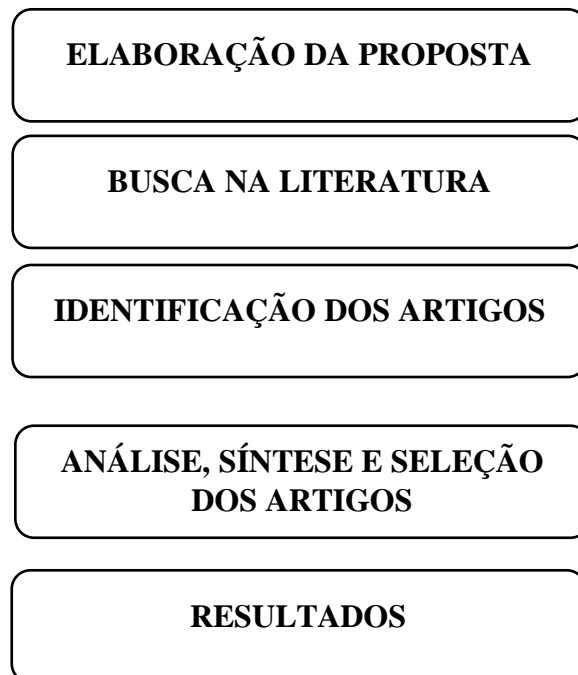 ELABORAÇÃO DA PROPOSTA
BUSCA NA LITERATURA
IDENTIFICAÇÃO DOS ARTIGOS
ANÁLISE, SÍNTESE E SELEÇÃO
DOS ARTIGOS
RESULTADOS